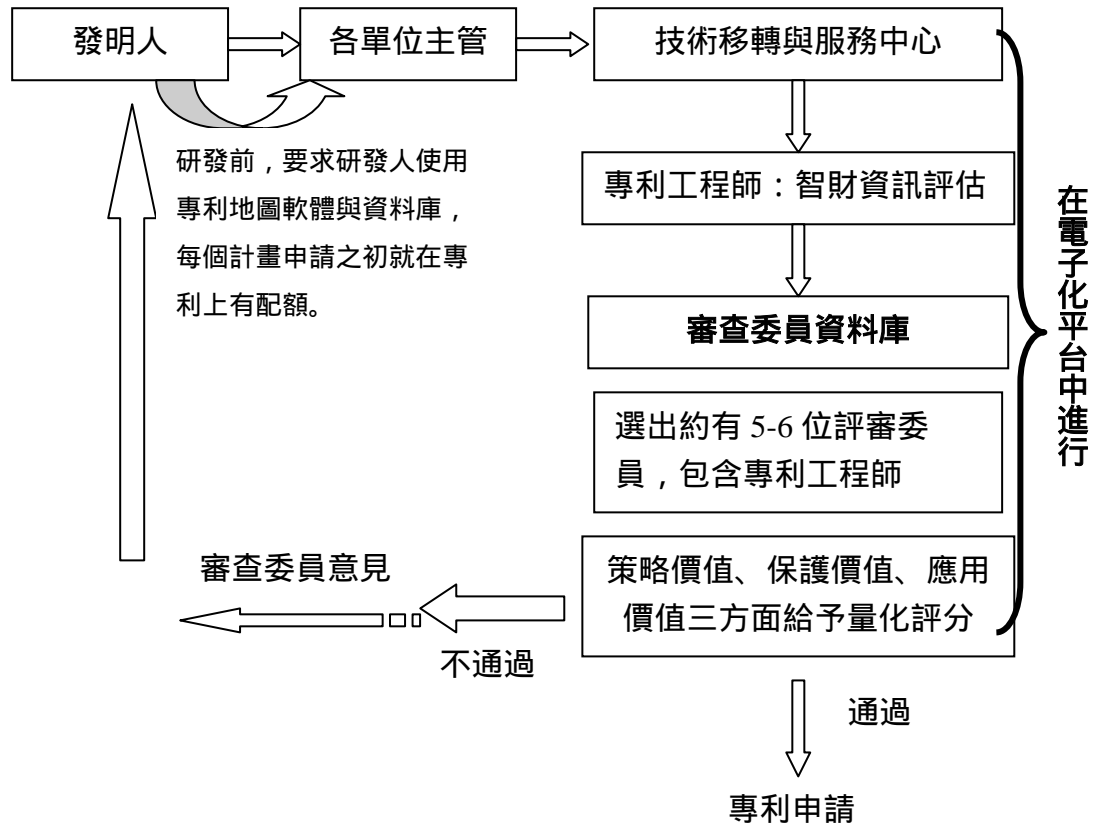 發明人
各單位主管
技術移轉與服務中心
研發前，要求研發人使用
專利地圖軟體與資料庫，
每個計畫申請之初就在專
利上有配額。
專利工程師：智財資訊評估
審查委員資料庫
選出約有 5-6 位評審委
員，包含專利工程師
策略價值、保護價值、應用
價值三方面給予量化評分
在電子化平台中進行
審查委員意見
不通過
通過
專利申請